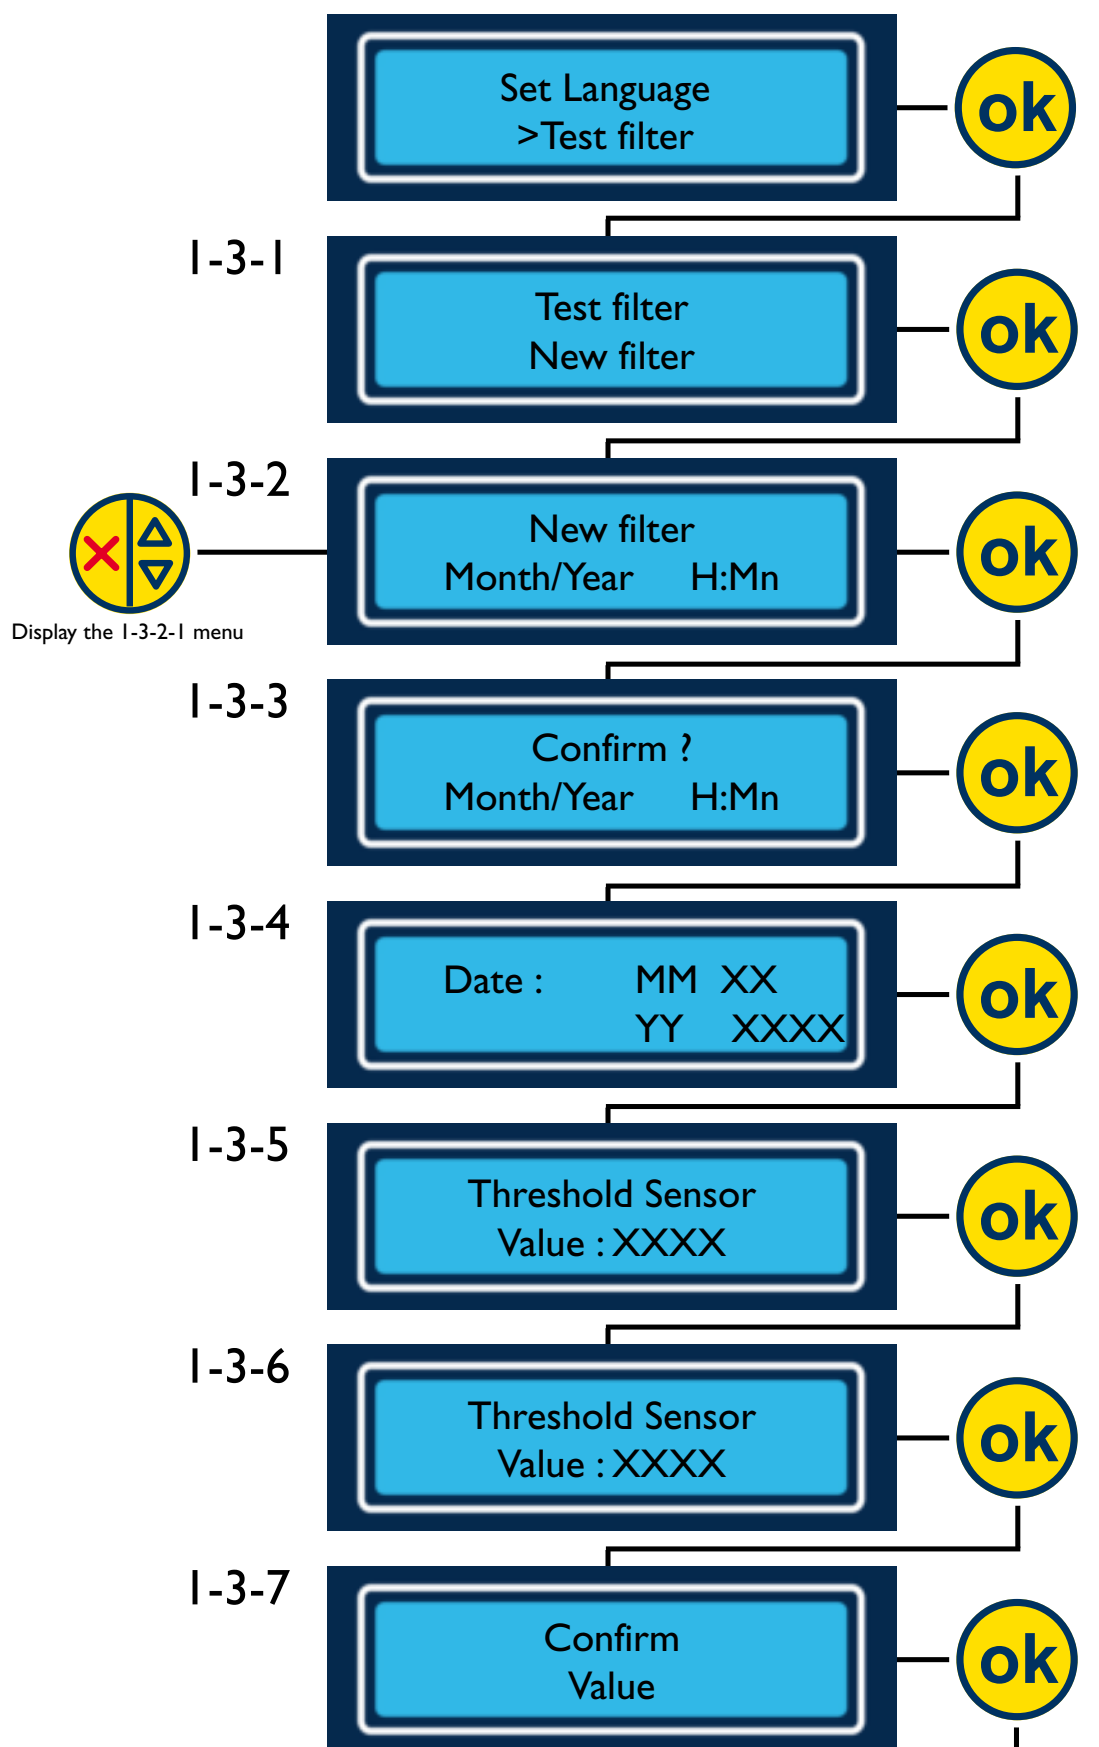 Set Language
>Test filter
ok
1-3-1
Test filter
New filter
ok
1-3-2
New filter
Month/Year H:Mn
ok
Display the 1-3-2-1 menu
1-3-3
Confirm ?
Month/Year H:Mn
ok
1-3-4
Date : MM XX
YY XXXX
ok
1-3-5
Threshold Sensor
Value : XXXX
ok
1-3-6
Threshold Sensor
Value : XXXX
ok
1-3-7
Confirm
Value
ok